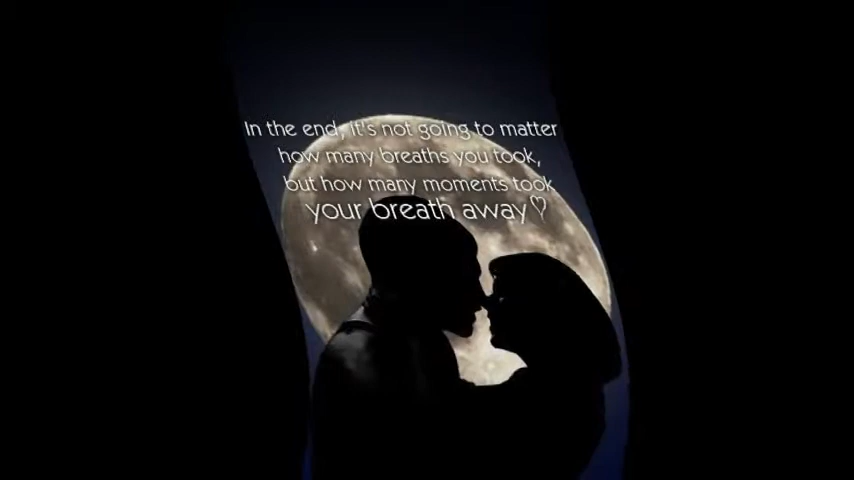 In the end, it's not going to matter
how many breaths you took,
but how many moments took
your breath away♡